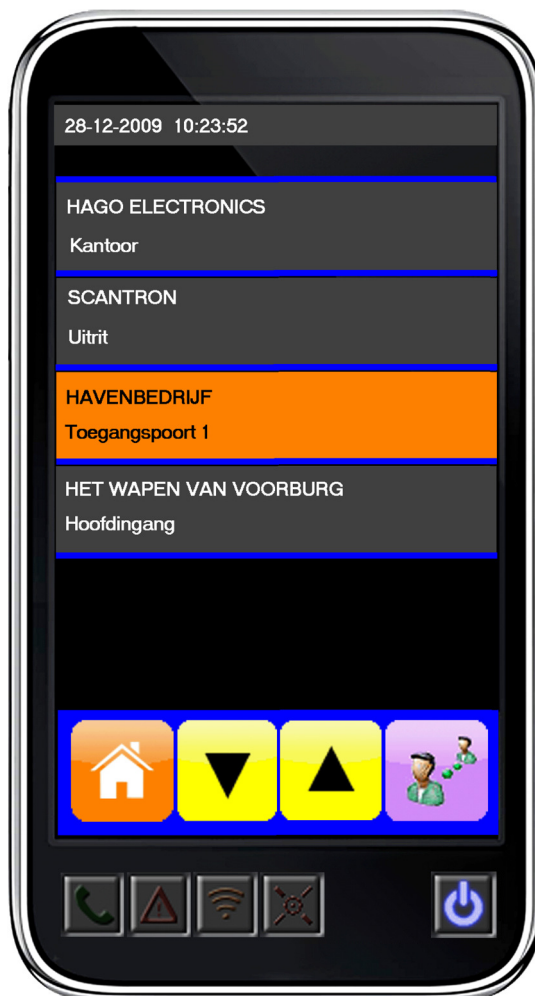 28-12-2009 10:23:52
HAGO ELECTRONICS
Kantoor
SCANTRON
Uitrit
HAVENBEDRIJF
Toegangspoort 1
HET WAPEN VAN VOORBURG
Hoofdingang